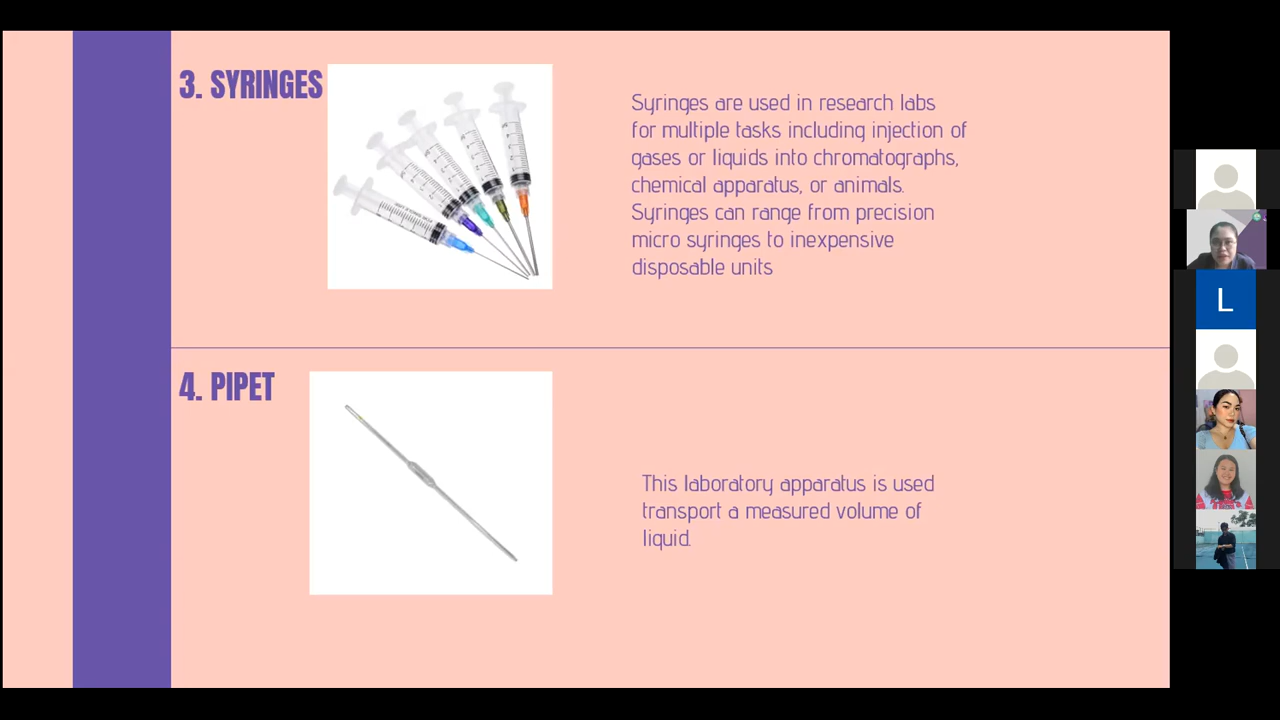 3. SYRINGES
Syringes are used in research labs
for multiple tasks including injection of
gases or liquids into chromatographs,
chemical apparatus, or animals.
Syringes can range from precision
micro syringes to inexpensive
disposable units
4. PIPET
This laboratory apparatus is used
transport a measured volume of
liquid.
L